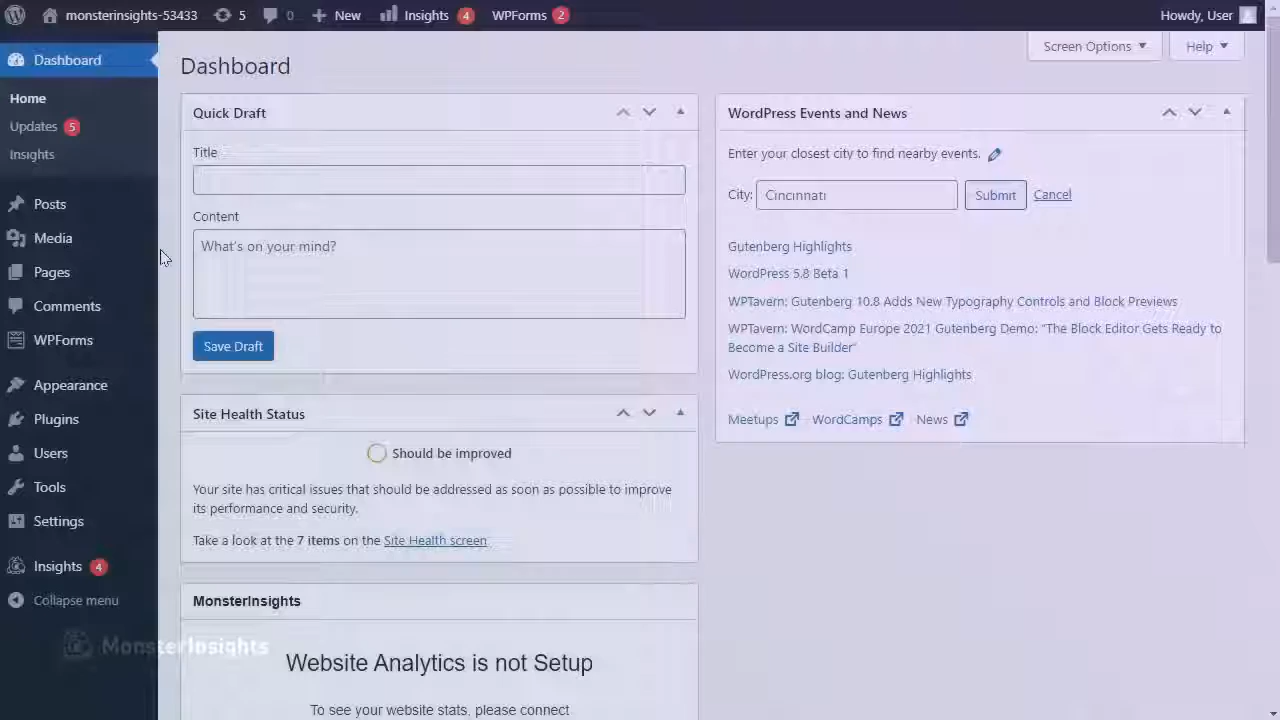 monsterinsights-53433 5 0 New Insights 4 WPForms 2 Howdy, User
Dashboard
Home
Updates 5
Insights
Posts
Media
Pages
Comments
WPForms
Appearance
Plugins
Users
Tools
Settings
Insights 4
Collapse menu
MonsterInsights
Screen Options Help
Dashboard
Quick Draft
Title
Content
What's on your mind?
Save Draft
Site Health Status
Should be improved
Your site has critical issues that should be addressed as soon as possible to improve
its performance and security.
Take a look at the 7 items on the Site Health screen.
MonsterInsights
Website Analytics is not Setup
To see your website stats, please connect
WordPress Events and News
Enter your closest city to find nearby events.
City: Cincinnati Submit Cancel
Gutenberg Highlights
WordPress 5.8 Beta 1
WPTavern: Gutenberg 10.8 Adds New Typography Controls and Block Previews
WPTavern: WordCamp Europe 2021 Gutenberg Demo: “The Block Editor Gets Ready to
Become a Site Builder”
WordPress.org blog: Gutenberg Highlights
Meetups WordCamps News